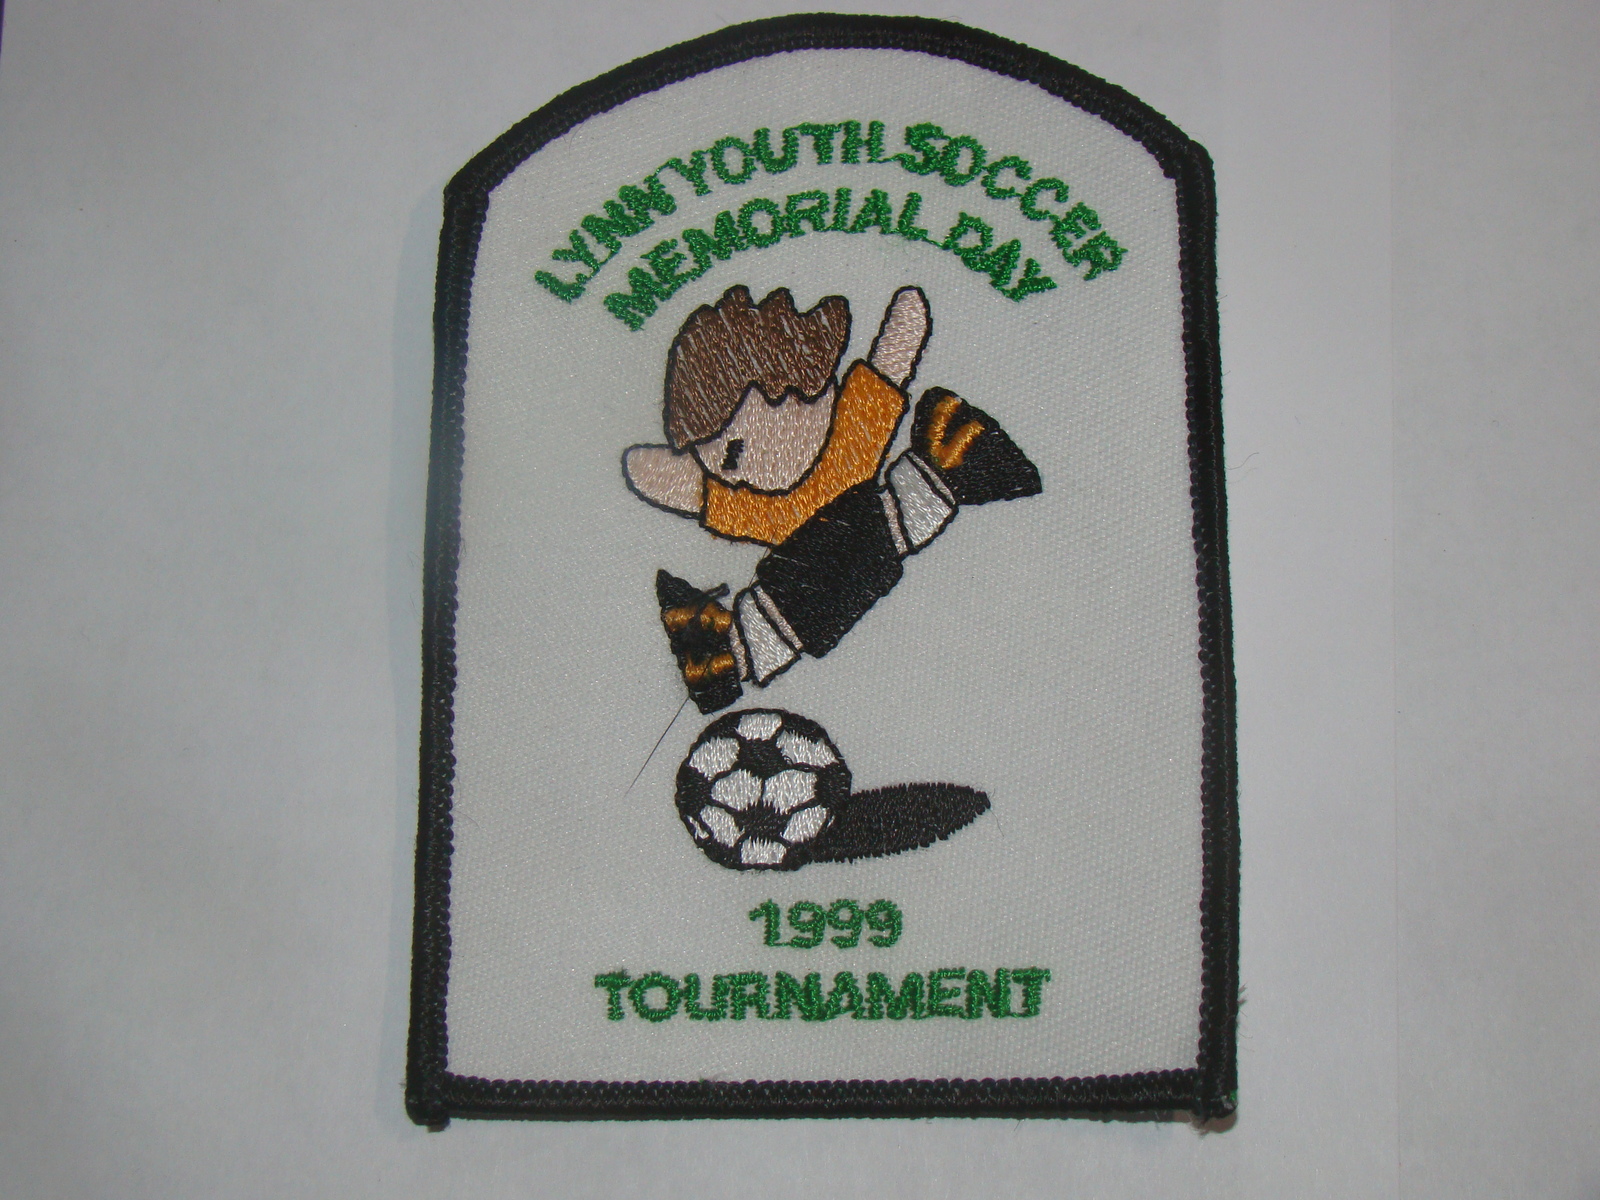 LYNN YOUTH SOCCER
MEMORIAL DAY
1999
TOURNAMENT